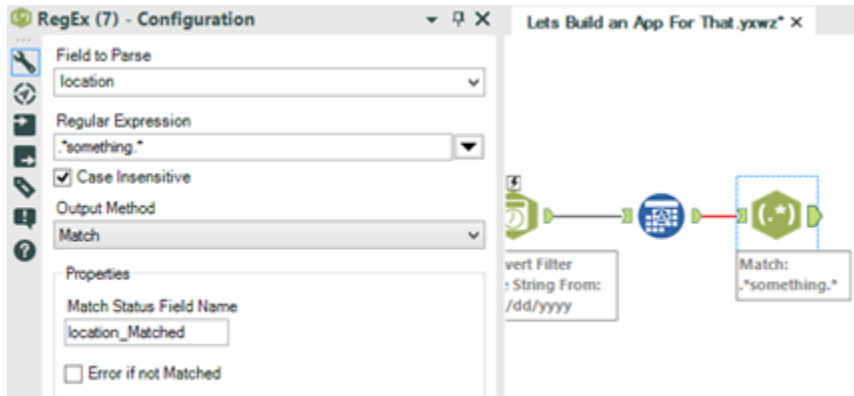 RegEx (7) - Configuration
Field to Parse
location
Regular Expression
.*something.*
Case Insensitive
Output Method
Match
Properties
Match Status Field Name
location_Matched
Error if not Matched
Lets Build an App For That.yxwz*
(.*)
vert Filter
String From:
/dd/yyyy
Match:
.*something.*